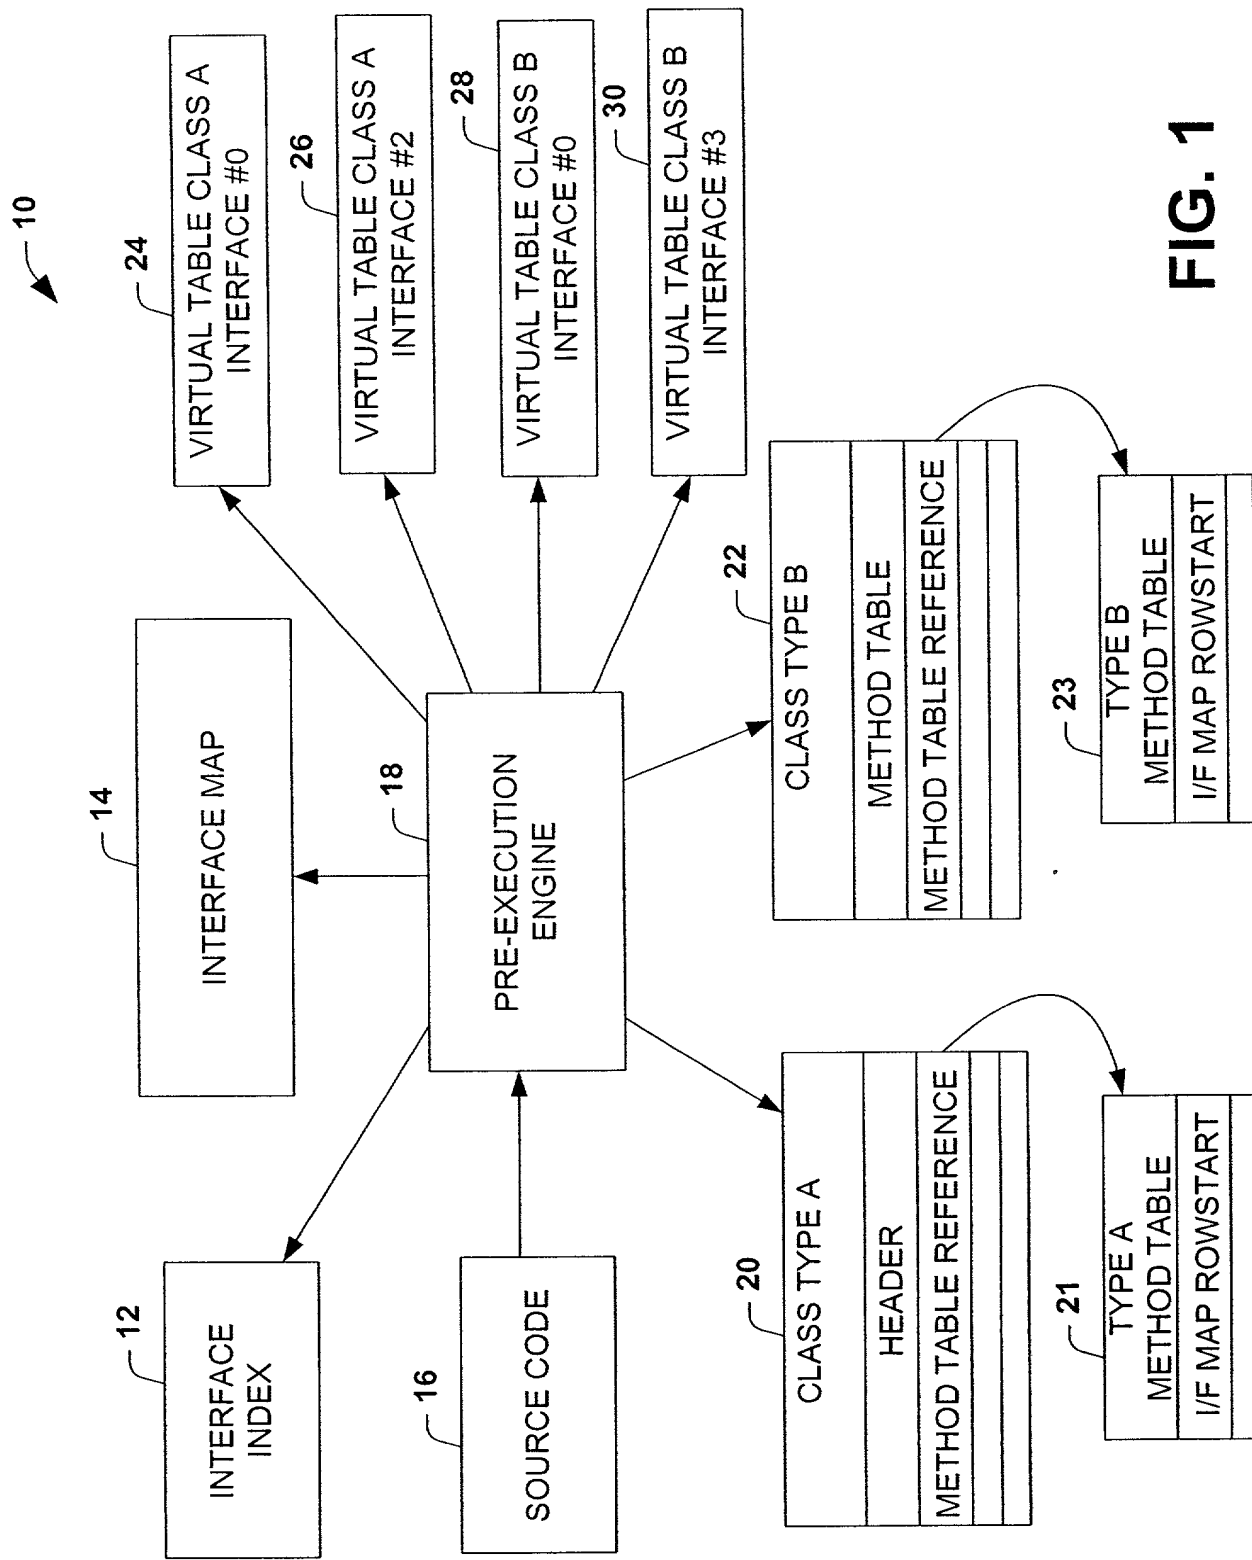 10
12
INTERFACE
INDEX
14
INTERFACE MAP
24
VIRTUAL TABLE CLASS A
INTERFACE #0
26
VIRTUAL TABLE CLASS A
INTERFACE #2
16
SOURCE CODE
18
PRE-EXECUTION
ENGINE
28
VIRTUAL TABLE CLASS B
INTERFACE #0
30
VIRTUAL TABLE CLASS B
INTERFACE #3
20
CLASS TYPE A
HEADER
METHOD TABLE REFERENCE
22
CLASS TYPE B
METHOD TABLE
METHOD TABLE REFERENCE
21
TYPE A
METHOD TABLE
I/F MAP ROWSTART
23
TYPE B
METHOD TABLE
I/F MAP ROWSTART
FIG. 1